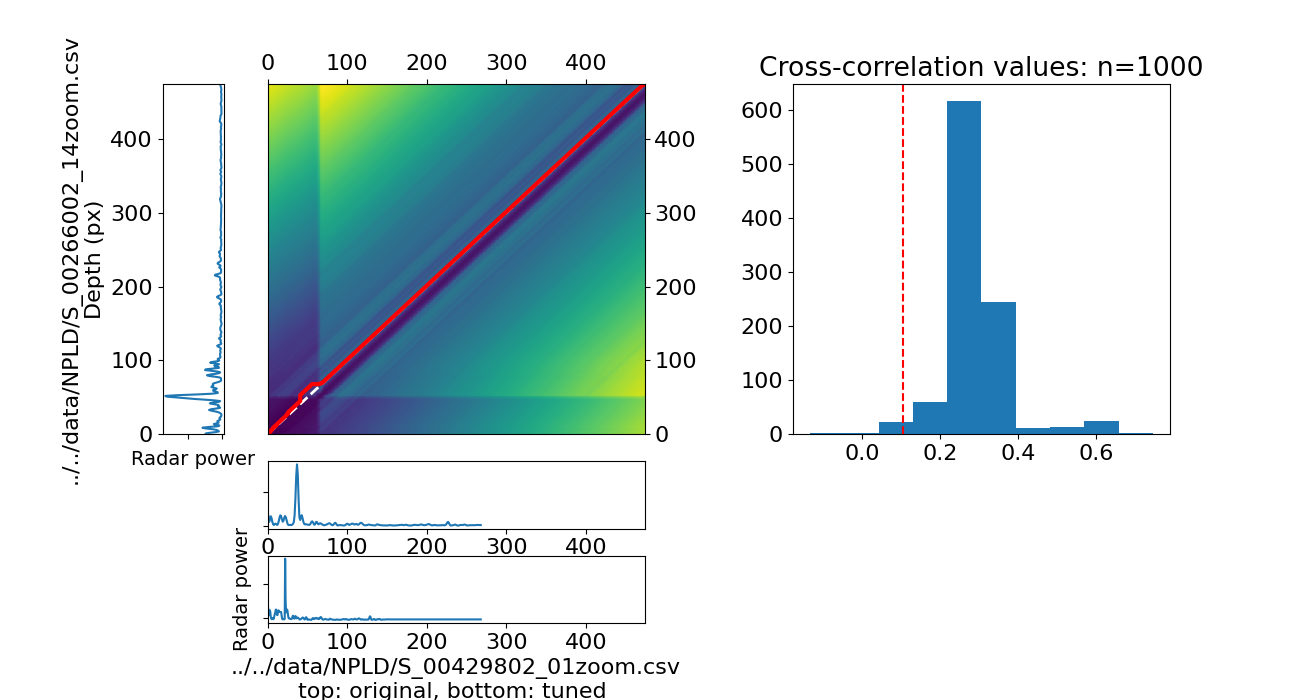 Cross-correlation values: n=1000
0 100 200 300 400
../../data/NPLD/S_00266002_14zoom.csv
Depth (px)
400
300
200
100
0
400
300
200
100
0
600
500
400
300
200
100
0
0.0 0.2 0.4 0.6
Radar power
0 100 200 300 400
Radar power
0 100 200 300 400
../../data/NPLD/S_00429802_01zoom.csv
top: original, bottom: tuned